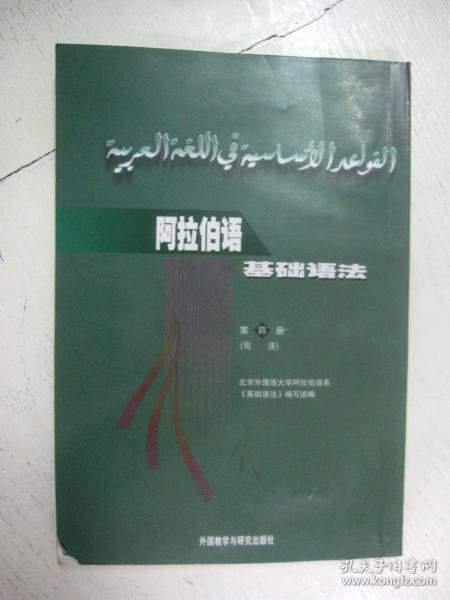 القواعد الأساسية في اللغة العربية
阿拉伯语
基础语法
第四册
(句 法)
北京外国语大学阿拉伯语系
《基础语法》编写组编
外国教学与研究出版社
孔夫子旧书网
www.kongfz.com